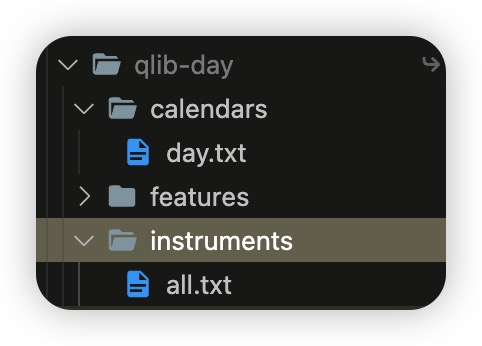 qlib-day
calendars
day.txt
features
instruments
all.txt